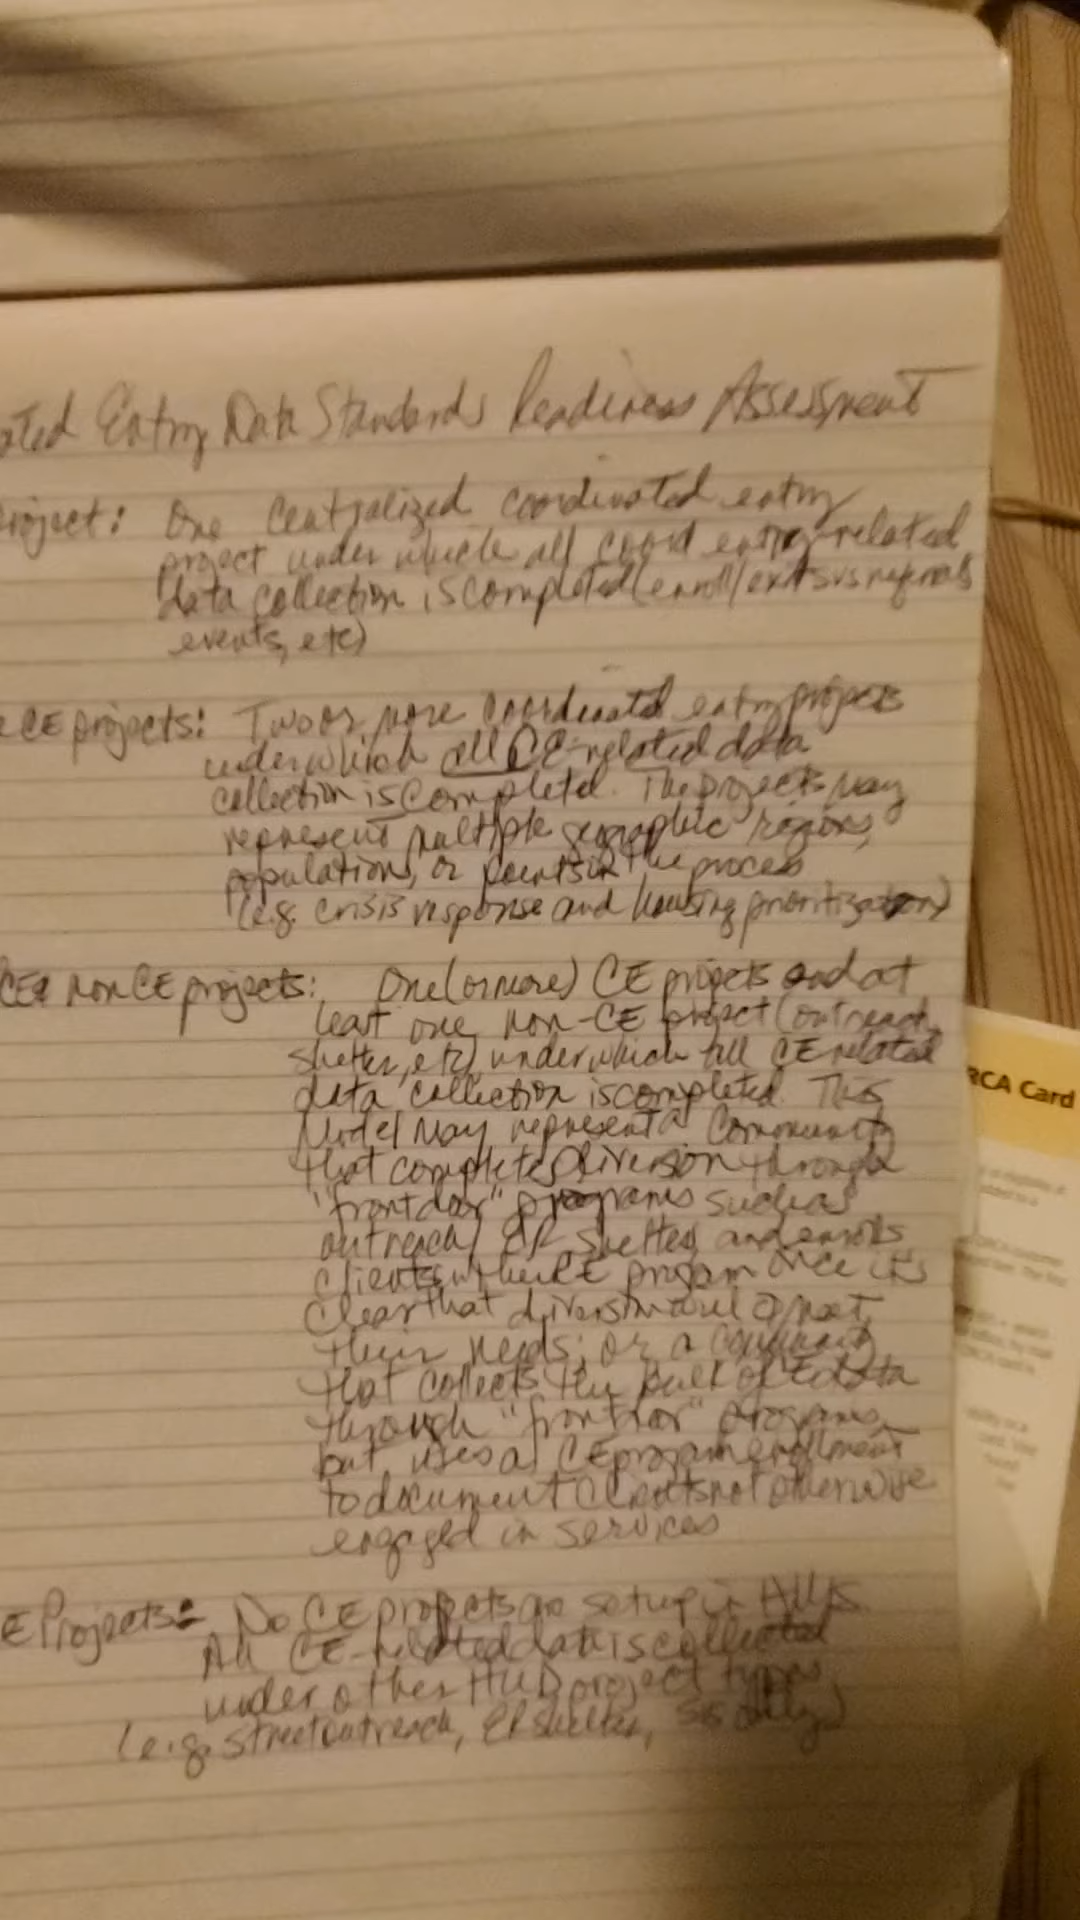 ated Entry Data Standards Readiness Assessment
roject: One centralized coordinated entry
project under which all coord entry-related
data collection is completed (enroll/exit svs referrals
events, etc)
CE projects: Two or more coordinated entry projects
under which all CE-related data
collection is completed. The projects may
represent multiple geographic regions,
populations, or points in the process
(e.g. crisis response and housing prioritization)
CE & non CE projects: One (or more) CE projects and at
least one non-CE project (outreach,
shelter, etc) under which all CE related
data collection is completed. This
model may represent a community
that completes diversion through
"front door" programs such as
outreach, ER shelter, and enrolls
clients in the CE program once it's
clear that diversion will not meet
their needs; or a community
that collects the bulk of CE data
through "front door" programs,
but uses a CE program enrollment
to document clients not otherwise
engaged in services
E Projects: No CE projects are set up in HMIS.
All CE-related data is collected
under other HUD project types
(e.g. street outreach, ER shelter, only)
RCA Card